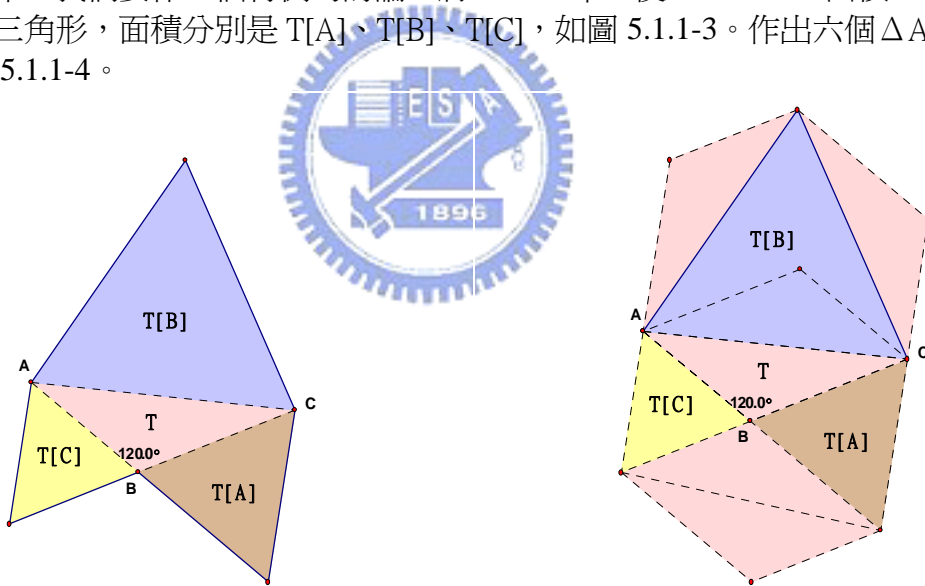 三角形，面積分別是 T[A]、T[B]、T[C]，如圖 5.1.1-3。作出六個ΔA
5.1.1-4。
E S A
1896
T[B]
A
C
T
T[C]
120.0°
B
T[A]
T[B]
A
C
T
T[C]
120.0°
B
T[A]